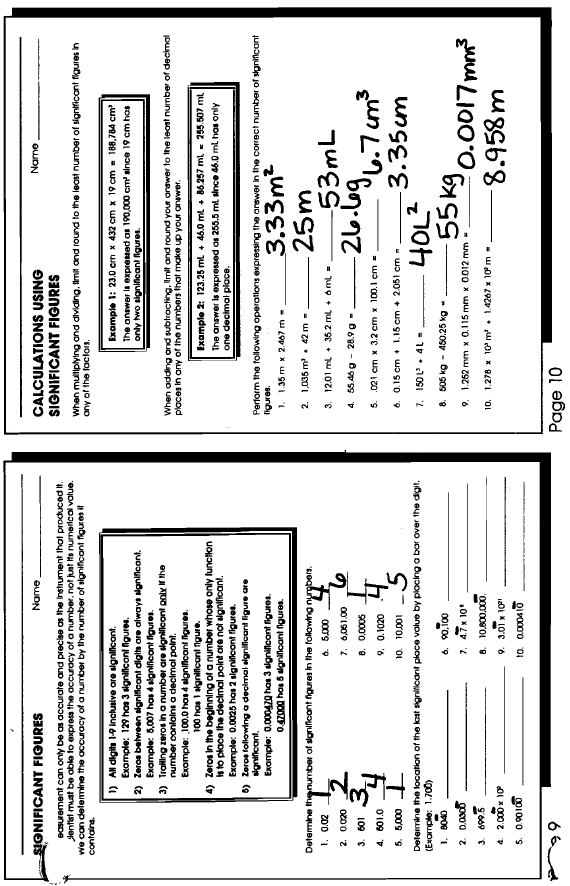 SIGNIFICANT FIGURES
Name
easurement can only be as accurate and precise as the instrument that produced it.
ientist must be able to express the accuracy of a number, not just its numerical value.
We can determine the accuracy of a number by the number of significant figures it
contains.
1) All digits 1-9 inclusive are significant.
Example: 129 has 3 significant figures.
2) Zeros between significant digits are always significant.
Example: 5,007 has 4 significant figures.
3) Trailing zeros in a number are significant only if the
number contains a decimal point.
Example: 100.0 has 4 significant figures.
100 has 1 significant figure.
4) Zeros in the beginning of a number whose only function
is to place the decimal point are not significant.
Example: 0.0025 has 2 significant figures.
5) Zeros following a decimal significant figure are
significant.
Example: 0.000470 has 3 significant figures.
0.47000 has 5 significant figures.
Determine the number of significant figures in the following numbers.
1. 0.02 1
2. 0.020 2
3. 501 3
4. 501.0 4
5. 5,000 1
6. 5,000. 4
7. 6,051.00 6
8. 0.0005 1
9. 0.1020 4
10. 10,001 5
Determine the location of the last significant place value by placing a bar over the digit.
(Example: 1.700)
1. 8040
2. 0.0300
3. 699.5
4. 2.000 x 10²
5. 0.90100
6. 90,100
7. 4.7 x 10⁻⁸
8. 10,800,000.
9. 3.01 x 10²¹
10. 0.000410
CALCULATIONS USING
SIGNIFICANT FIGURES
Name
When multiplying and dividing, limit and round to the least number of significant figures in
any of the factors.
Example 1: 23.0 cm x 432 cm x 19 cm = 188,784 cm³
The answer is expressed as 190,000 cm³ since 19 cm has
only two significant figures.
When adding and subtracting, limit and round your answer to the least number of decimal
places in any of the numbers that make up your answer.
Example 2: 123.25 mL + 46.0 mL + 86.257 mL = 255.507 mL
The answer is expressed as 255.5 mL since 46.0 mL has only
one decimal place.
Perform the following operations expressing the answer in the correct number of significant
figures.
1. 1.35 m x 2.467 m = 3.33 m²
2. 1,035 m² ÷ 42 m = 25 m
3. 12.01 mL + 35.2 mL + 6 mL = 53 mL
4. 55.46 g - 28.9 g = 26.6g
5. .021 cm x 3.2 cm x 100.1 cm = 6.7 cm³
6. 0.15 cm + 1.15 cm + 2.051 cm = 3.35 cm
7. 150 L³ ÷ 4 L = 40 L²
8. 505 kg - 450.25 kg = 55 kg
9. 1.252 mm x 0.115 mm x 0.012 mm = 0.0017 mm³
10. 1.278 x 10³ m² ÷ 1.4267 x 10² m = 8.958 m
Page 10